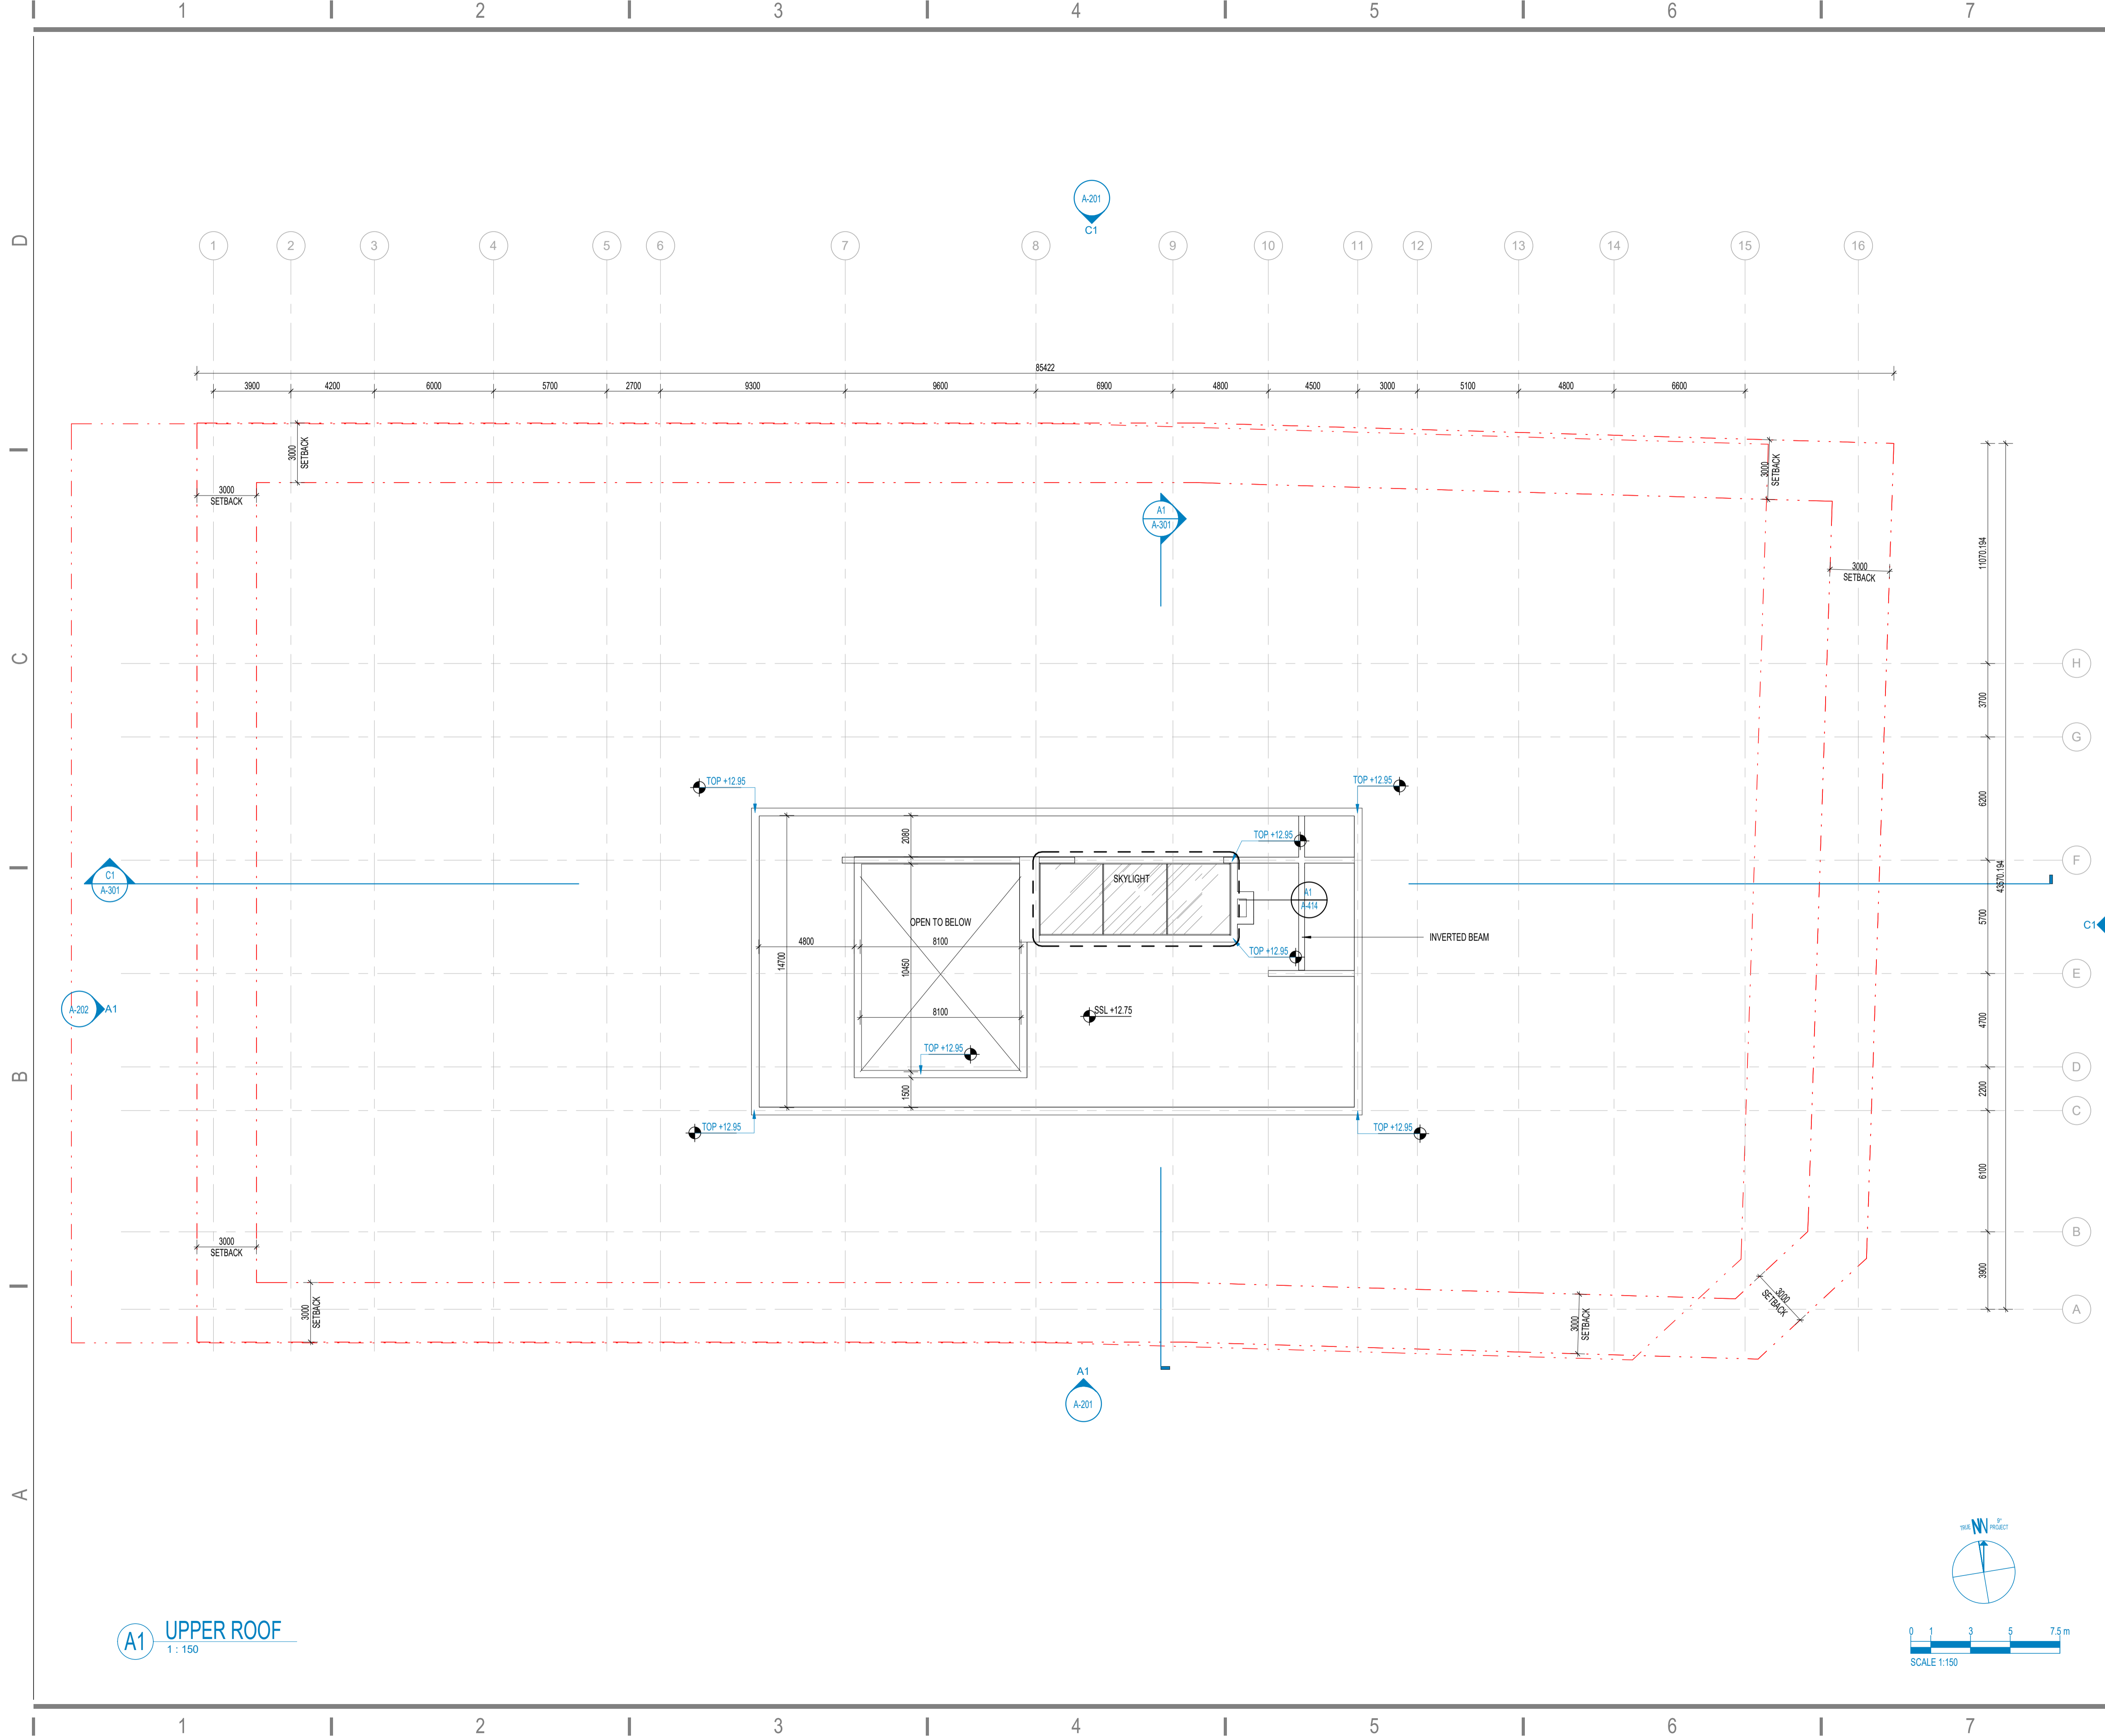 1 2 3 4 5 6 7
D
C
B
A
A-201
C1
1 2 3 4 5 6 7 8 9 10 11 12 13 14 15 16
85422
3900 4200 6000 5700 2700 9300 9600 6900 4800 4500 3000 5100 4800 6600
3000
SETBACK
3000
SETBACK
3000
SETBACK
3000
SETBACK
A1
A-301
11070.194
H
3700
G
6200
F
43570.194
5700
E
4700
D
2200
C
6100
B
3900
A
TOP +12.95
TOP +12.95
2080
TOP +12.95
SKYLIGHT
C1
A-301
A1
A-414
OPEN TO BELOW
4800
8100
14700
10450
TOP +12.95
INVERTED BEAM
C1
A-202
A1
8100
SSL +12.75
TOP +12.95
1500
TOP +12.95
TOP +12.95
3000
SETBACK
3000
SETBACK
3000
SETBACK
3000
SETBACK
A1
A-201
TRUE N N 9° PROJECT
A1
UPPER ROOF
1 : 150
0 1 3 5 7.5 m
SCALE 1:150
1 2 3 4 5 6 7